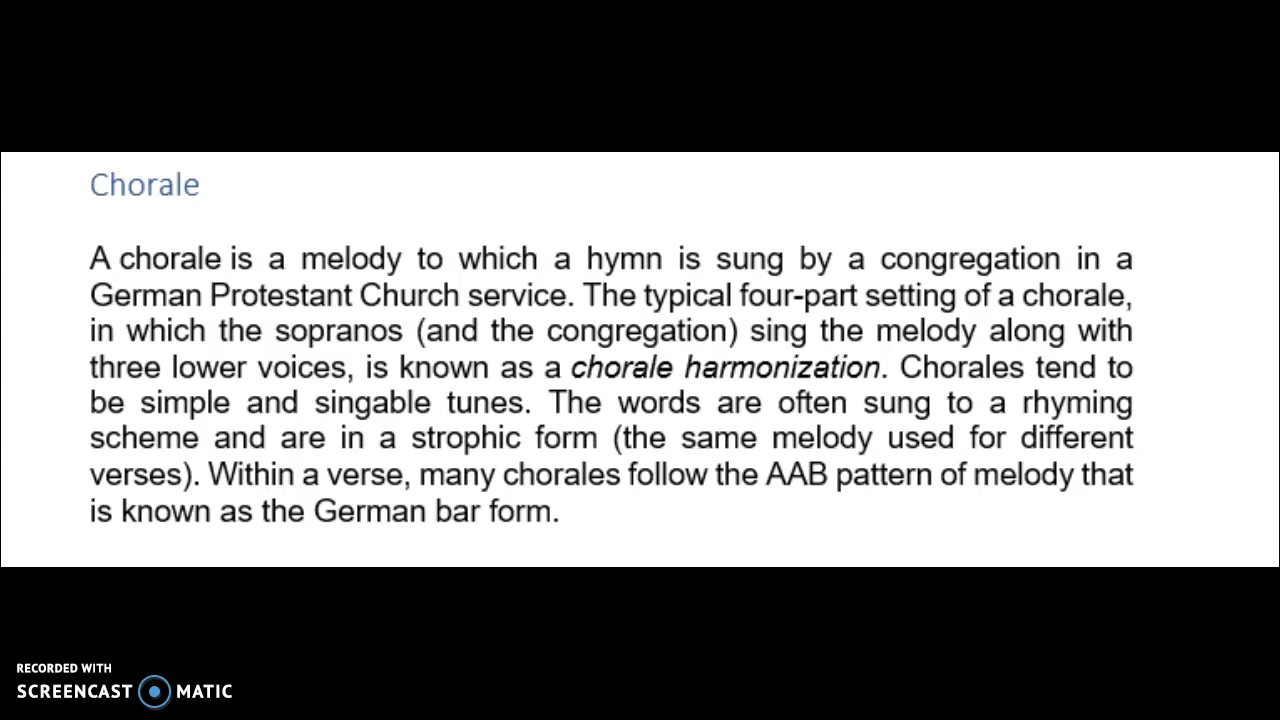 Chorale
A chorale is a melody to which a hymn is sung by a congregation in a
German Protestant Church service. The typical four-part setting of a chorale,
in which the sopranos (and the congregation) sing the melody along with
three lower voices, is known as a chorale harmonization. Chorales tend to
be simple and singable tunes. The words are often sung to a rhyming
scheme and are in a strophic form (the same melody used for different
verses). Within a verse, many chorales follow the AAB pattern of melody that
is known as the German bar form.
RECORDED WITH
SCREENCAST MATIC